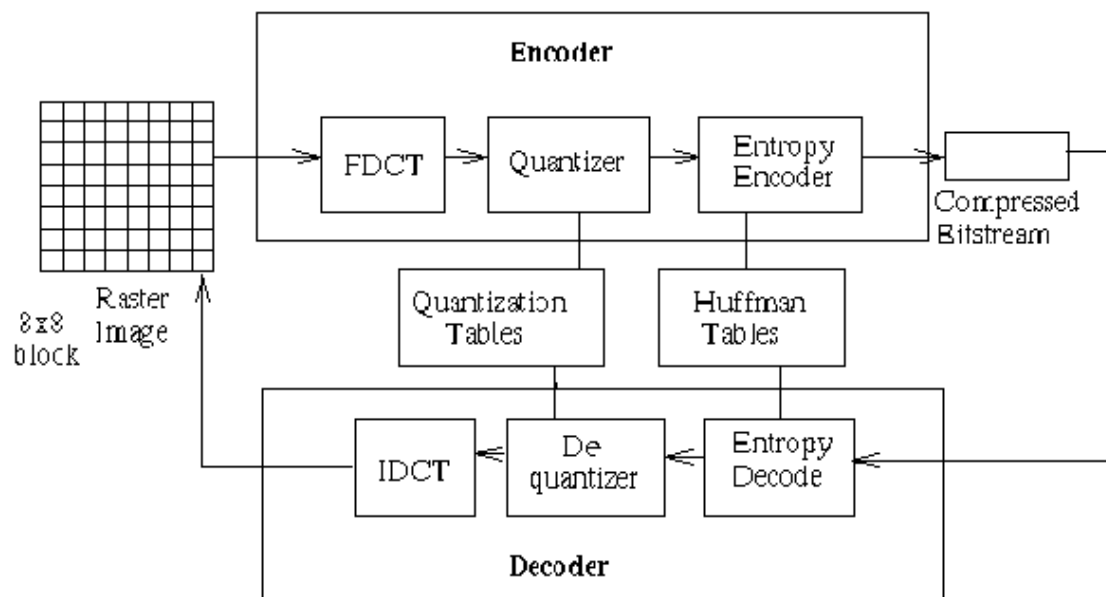 Encoder
FDCT
Quantizer
Entropy
Encoder
Compressed
Bitstream
Raster
Image
8x8
block
Quantization
Tables
Huffman
Tables
IDCT
De
quantizer
Entropy
Decode
Decoder